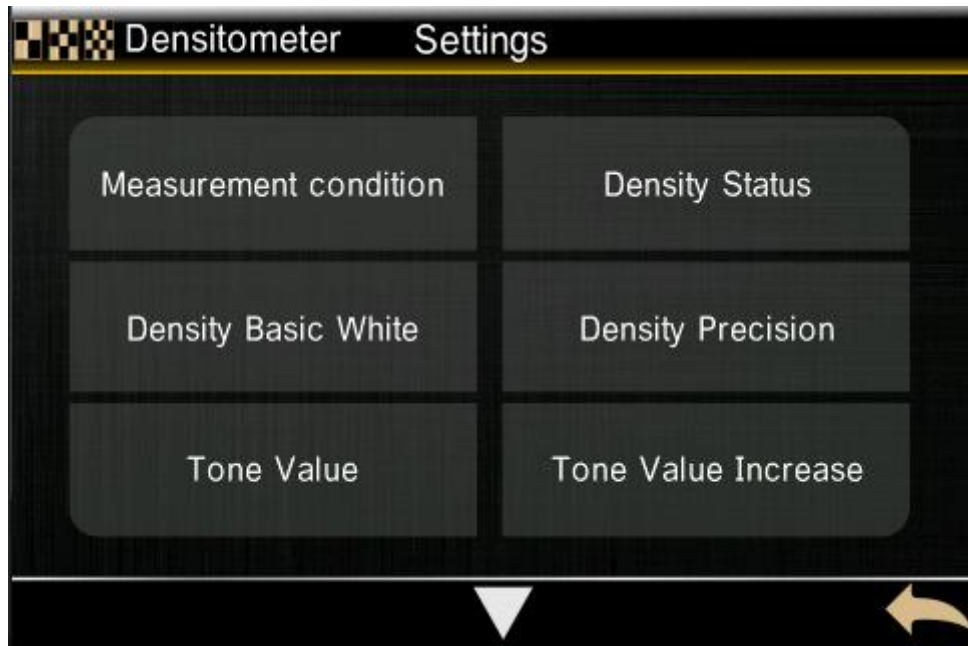 Densitometer Settings
Measurement condition
Density Status
Density Basic White
Density Precision
Tone Value
Tone Value Increase